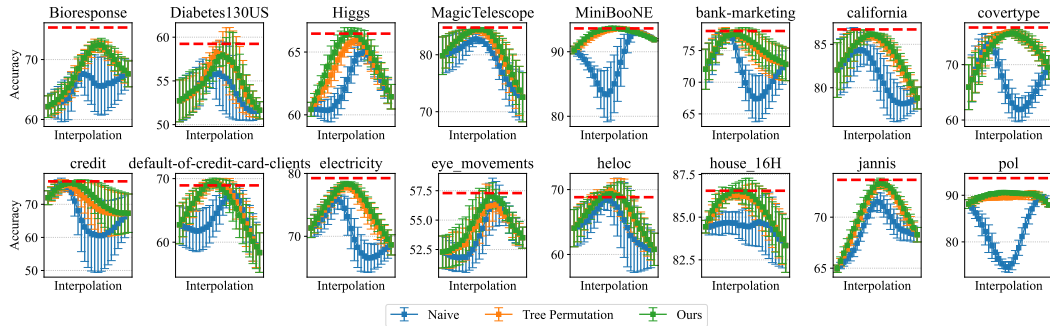 Bioresponse Diabetes130US Higgs MagicTelescope MiniBooNE bank-marketing california covertype
Accuracy
60 70
50 55 60
60 65
70 80
90
70 75
80 85
60 70
Interpolation Interpolation Interpolation Interpolation Interpolation Interpolation Interpolation Interpolation
credit default-of-credit-card-clients electricity eye_movements heloc house_16H jannis pol
Accuracy
50 60 70
60 70
70 80
52.5 55.0 57.5
60 65 70
82.5 85.0 87.5
65 70
80 90
Interpolation Interpolation Interpolation Interpolation Interpolation Interpolation Interpolation Interpolation
Naive Tree Permutation Ours